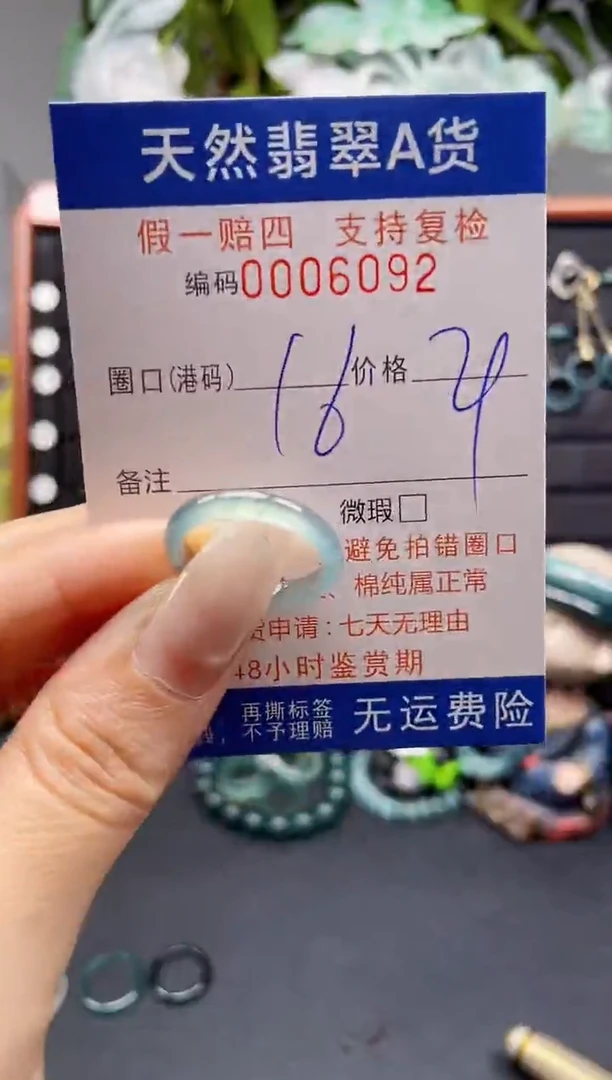 天然翡翠A货
假一赔四 支持复检
编码0006092
圈口(港码) 16 价格 24
备注
微瑕□
避免拍错圈口
、棉纯属正常
货申请:七天无理由
48小时鉴赏期
再撕标签
不予理赔
无运费险